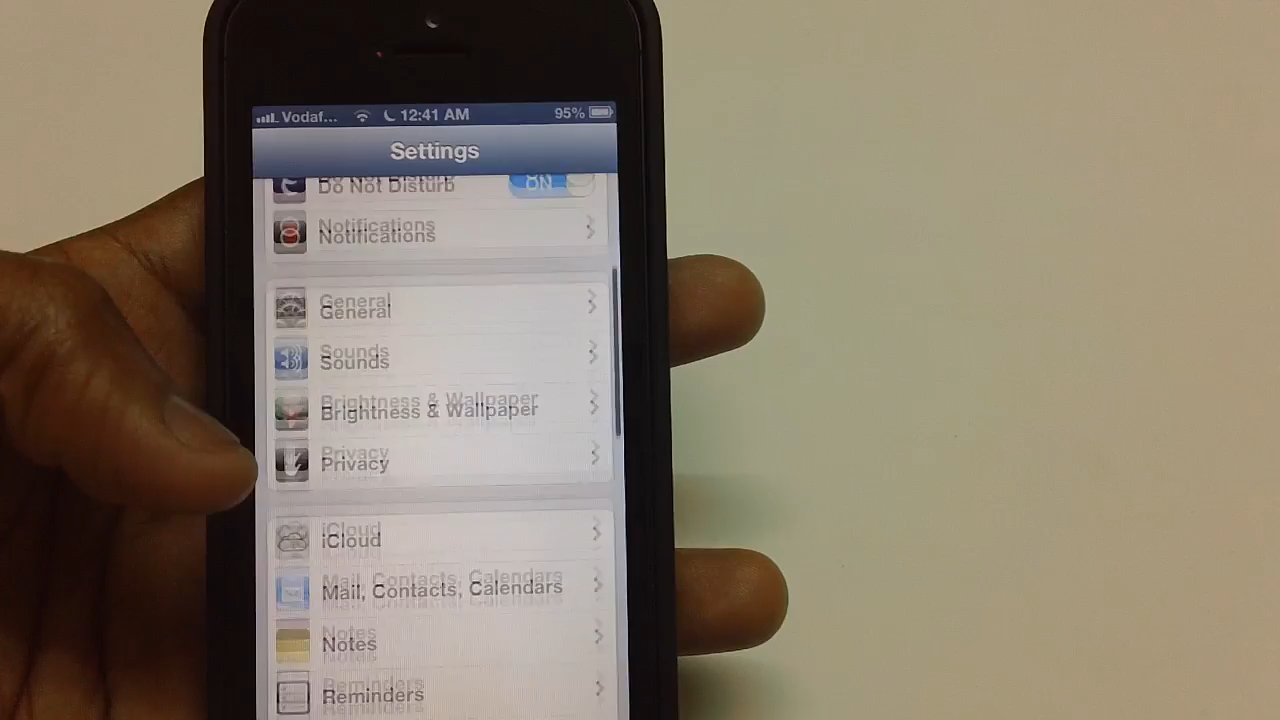 Vodaf... 12:41 AM 95%
Settings
Do Not Disturb ON
Notifications
General
Sounds
Brightness & Wallpaper
Privacy
iCloud
Mail, Contacts, Calendars
Notes
Reminders